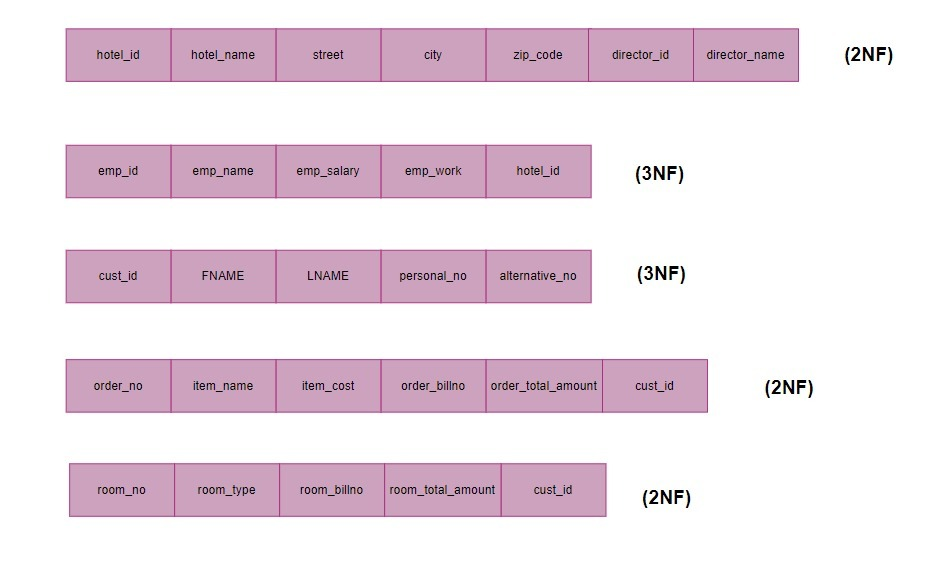 hotel_id hotel_name street city zip_code director_id director_name (2NF)
emp_id emp_name emp_salary emp_work hotel_id (3NF)
cust_id FNAME LNAME personal_no alternative_no (3NF)
order_no item_name item_cost order_billno order_total_amount cust_id (2NF)
room_no room_type room_billno room_total_amount cust_id (2NF)